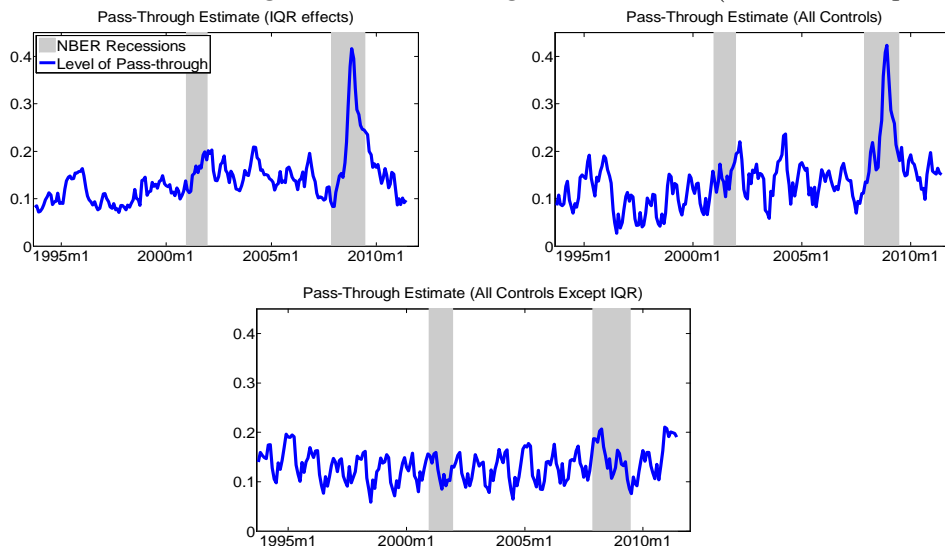 Pass-Through Estimate (IQR effects)
NBER Recessions
Level of Pass-through
0.4
0.3
0.2
0.1
0
1995m1 2000m1 2005m1 2010m1
Pass-Through Estimate (All Controls)
0.4
0.3
0.2
0.1
0
1995m1 2000m1 2005m1 2010m1
Pass-Through Estimate (All Controls Except IQR)
0.4
0.3
0.2
0.1
0
1995m1 2000m1 2005m1 2010m1